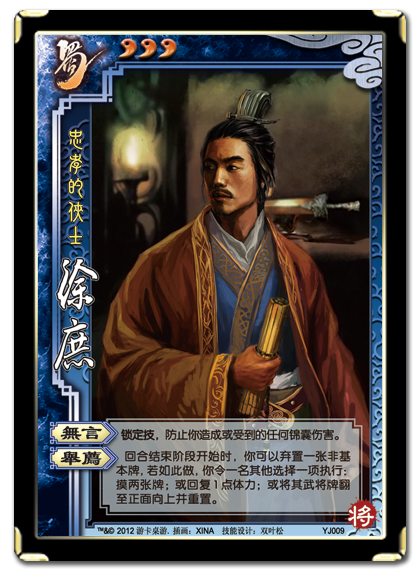 蜀
忠孝的侠士
徐庶
無言
锁定技，防止你造成或受到的任何锦囊伤害。
舉薦
回合结束阶段开始时，你可以弃置一张非基
本牌，若如此做，你令一名其他选择一项执行：
摸两张牌；或回复1点体力；或将其武将牌翻
至正面向上并重置。
将
™&© 2012 游卡桌游. 插画：XINA 技能设计：双叶松 YJ009